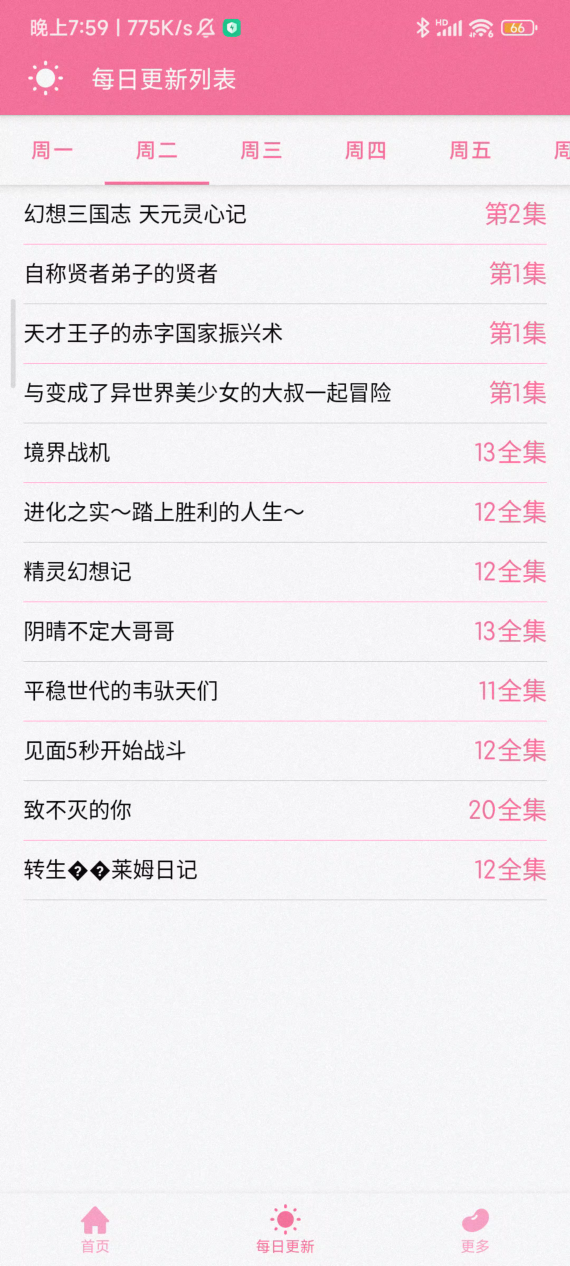 晚上7:59 | 775K/s HD 6 66
每日更新列表
周一 周二 周三 周四 周五 周
幻想三国志 天元灵心记 第2集
自称贤者弟子的贤者 第1集
天才王子的赤字国家振兴术 第1集
与变成了异世界美少女的大叔一起冒险 第1集
境界战机 13全集
进化之实～踏上胜利的人生～ 12全集
精灵幻想记 12全集
阴晴不定大哥哥 13全集
平稳世代的韦驮天们 11全集
见面5秒开始战斗 12全集
致不灭的你 20全集
转生��莱姆日记 12全集
首页 每日更新 更多